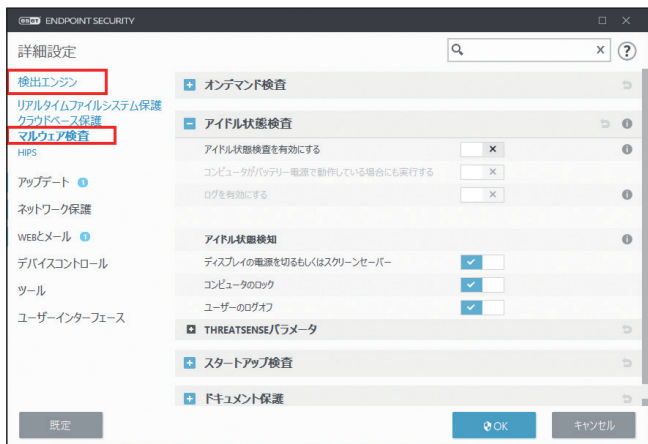 eset ENDPOINT SECURITY
詳細設定
検出エンジン
リアルタイムファイルシステム保護
クラウドベース保護
マルウェア検査
HIPS
アップデート 1
ネットワーク保護
WEBとメール 1
デバイスコントロール
ツール
ユーザーインターフェース
オンデマンド検査
アイドル状態検査
アイドル状態検査を有効にする
コンピュータがバッテリー電源で動作している場合にも実行する
ログを有効にする
アイドル状態検知
ディスプレイの電源を切るもしくはスクリーンセーバー
コンピュータのロック
ユーザーのログオフ
THREATSENSEパラメータ
スタートアップ検査
ドキュメント保護
既定
OK
キャンセル